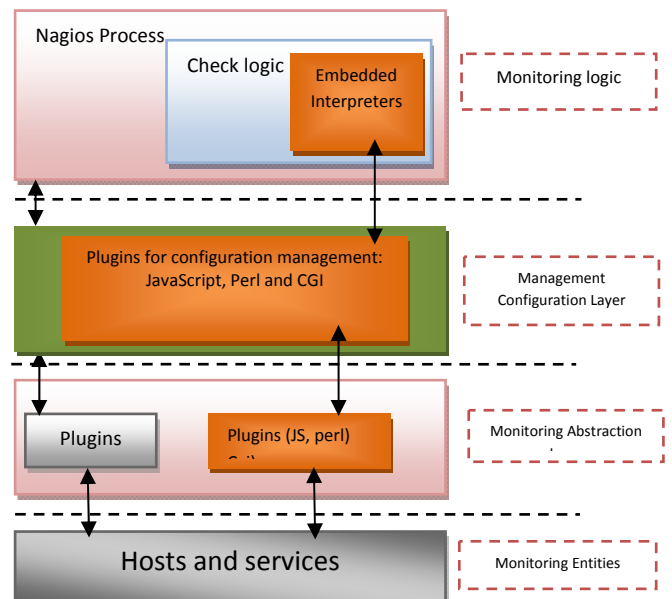 Nagios Process
Check logic
Embedded
Interpreters
Monitoring logic
Plugins for configuration management:
JavaScript, Perl and CGI
Management
Configuration Layer
Plugins
Plugins (JS, perl)
Monitoring Abstraction
Hosts and services
Monitoring Entities